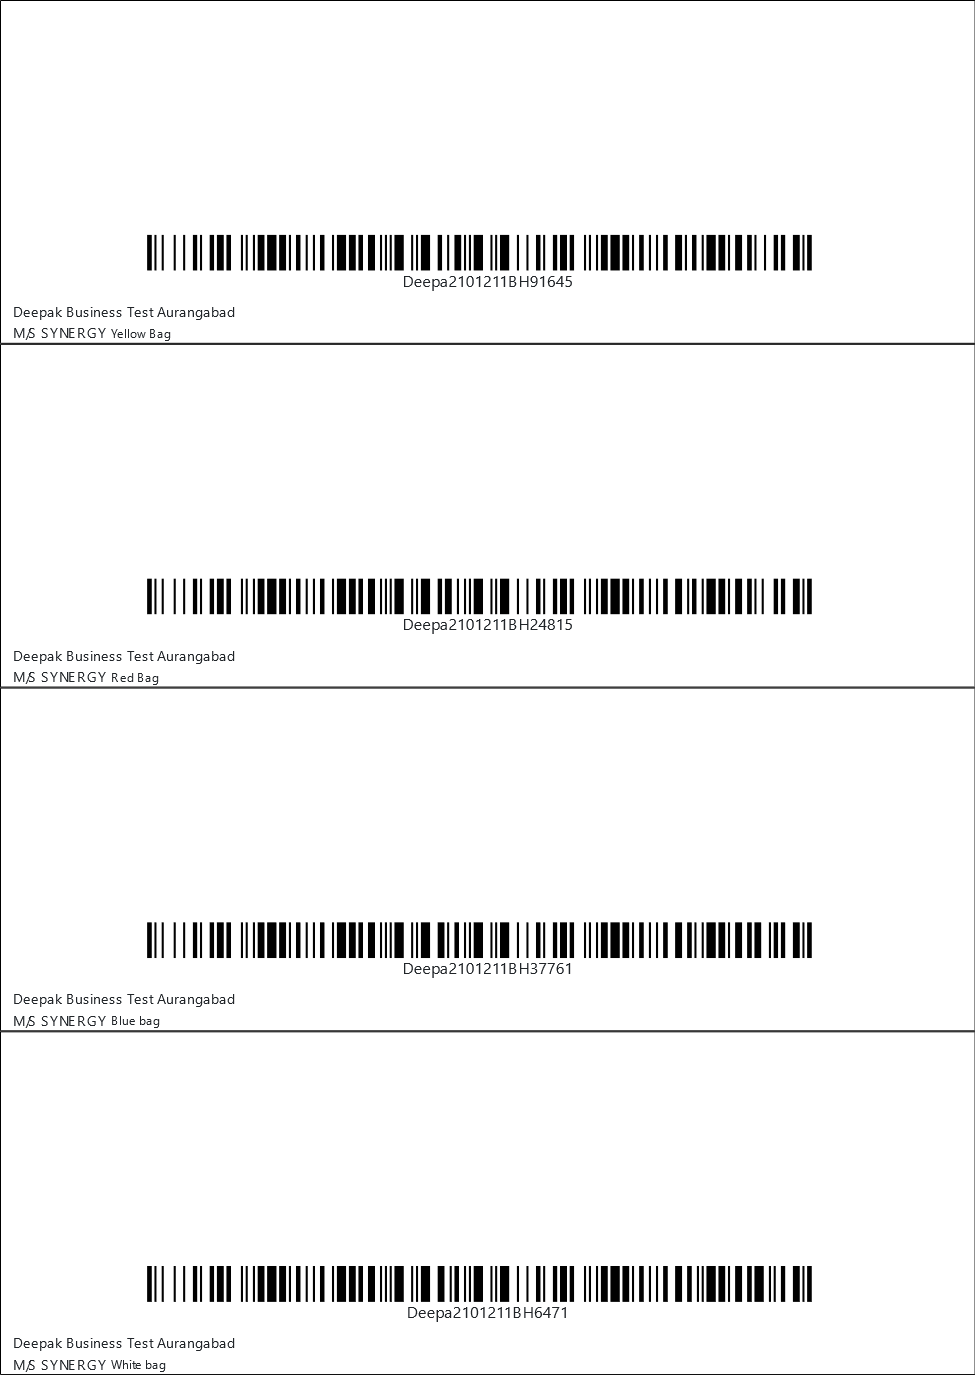 Deepa2101211BH91645
Deepak Business Test Aurangabad
M/S SYNERGY Yellow Bag
Deepa2101211BH24815
Deepak Business Test Aurangabad
M/S SYNERGY Red Bag
Deepa2101211BH37761
Deepak Business Test Aurangabad
M/S SYNERGY Blue bag
Deepa2101211BH6471
Deepak Business Test Aurangabad
M/S SYNERGY White bag